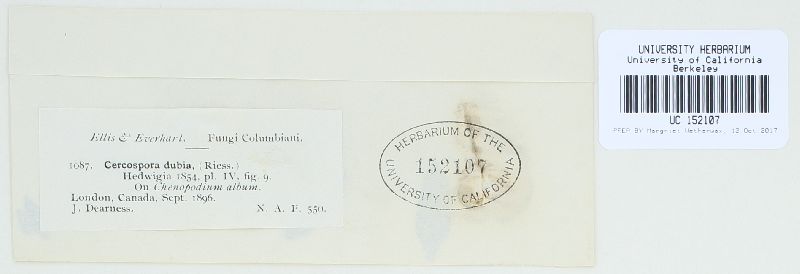 Ellis & Everhart. Fungi Columbiani.
1087. Cercospora dubia, (Riess.)
Hedwigia 1854, pl. IV, fig. 9.
On Chenopodium album.
London, Canada, Sept. 1896.
J. Dearness. N. A. F. 550.
HERBARIUM OF THE
152107
UNIVERSITY OF CALIFORNIA
UNIVERSITY HERBARIUM
University of California
Berkeley
UC 152107
PREP BY Margriet Wetherwax, 12 Oct 2017